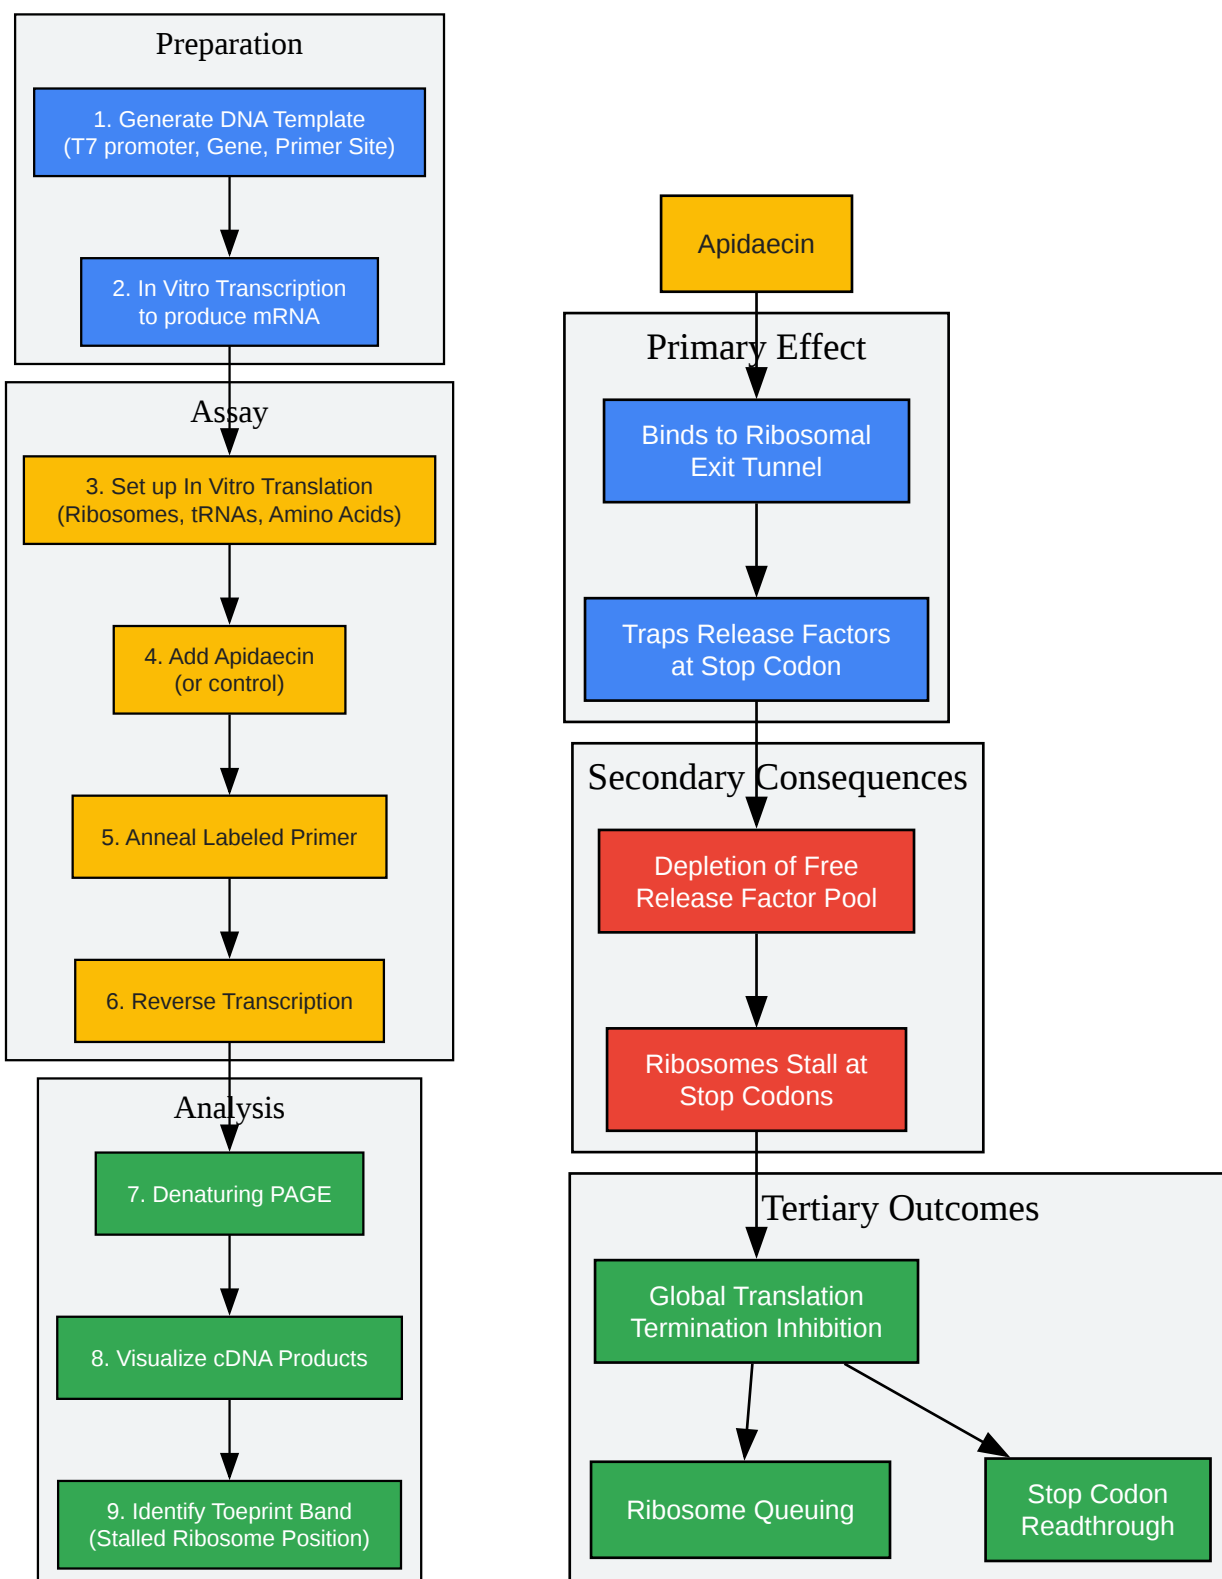 Preparation
1. Generate DNA Template
(T7 promoter, Gene, Primer Site)
2. In Vitro Transcription
to produce mRNA
Assay
3. Set up In Vitro Translation
(Ribosomes, tRNAs, Amino Acids)
4. Add Apidaecin
(or control)
5. Anneal Labeled Primer
6. Reverse Transcription
Analysis
7. Denaturing PAGE
8. Visualize cDNA Products
9. Identify Toeprint Band
(Stalled Ribosome Position)
Apidaecin
Primary Effect
Binds to Ribosomal
Exit Tunnel
Traps Release Factors
at Stop Codon
Secondary Consequences
Depletion of Free
Release Factor Pool
Ribosomes Stall at
Stop Codons
Tertiary Outcomes
Global Translation
Termination Inhibition
Ribosome Queuing
Stop Codon
Readthrough